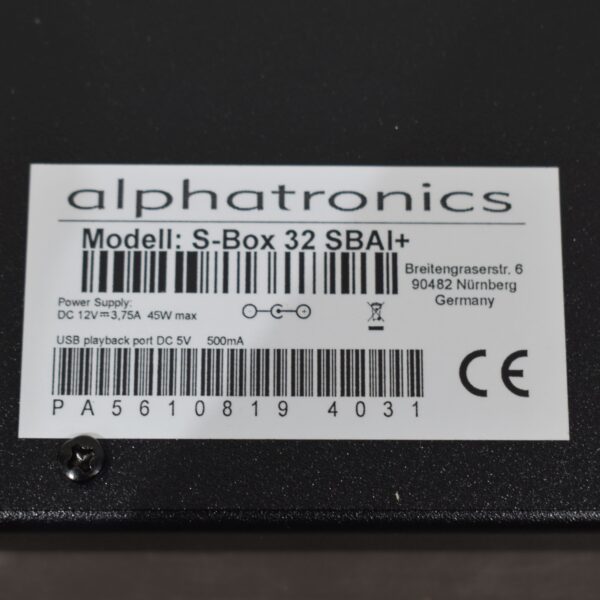 alphatronics
Modell: S-Box 32 SBAI+
Breitengraserstr. 6
90482 Nürnberg
Germany
Power Supply:
DC 12V⎓3,75A 45W max
USB playback port DC 5V 500mA
CE
PA5610819 4031